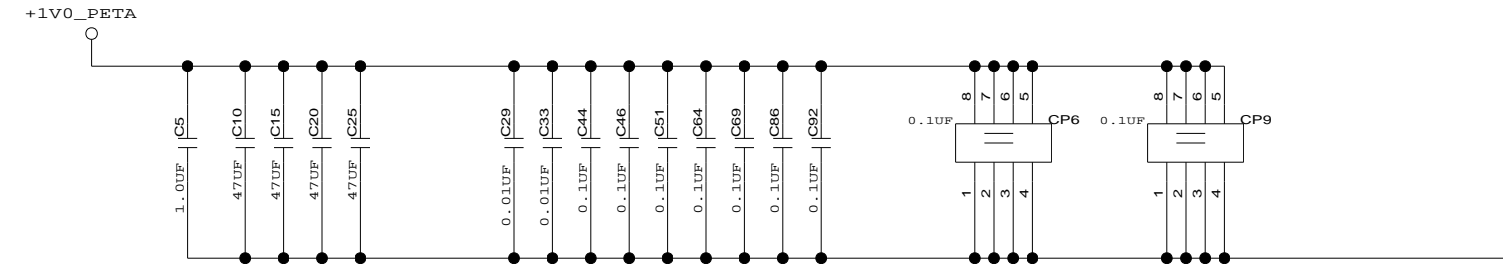 +1V0_PETA
C5
1.0UF
C10
47UF
C15
47UF
C20
47UF
C25
47UF
C29
0.01UF
C33
0.01UF
C44
0.1UF
C46
0.1UF
C51
0.1UF
C64
0.1UF
C69
0.1UF
C86
0.1UF
C92
0.1UF
8 7 6 5
0.1UF CP6
1 2 3 4
8 7 6 5
0.1UF CP9
1 2 3 4